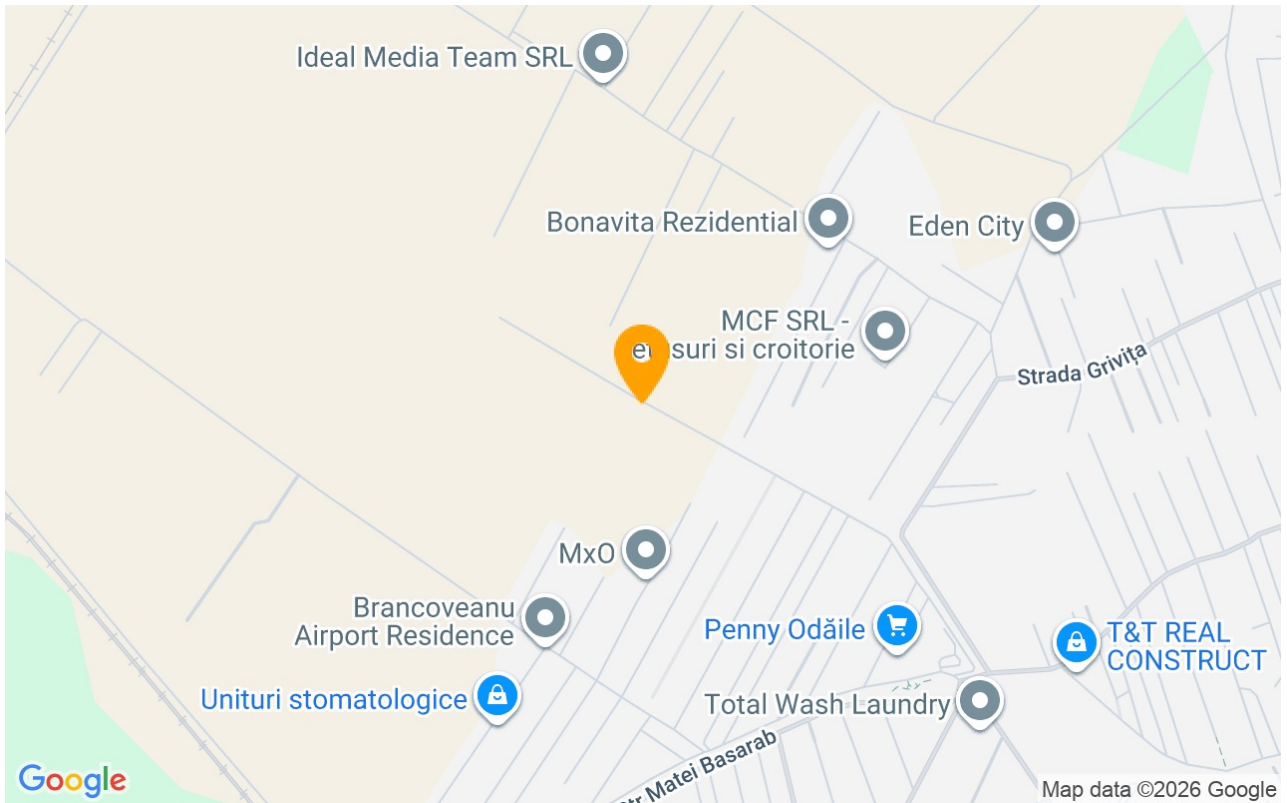 Ideal Media Team SRL
Bonavita Rezidential
Eden City
MCF SRL -
si croitorie
Strada Grivița
MxO
Brancoveanu
Airport Residence
Penny Odăile
T&T REAL
CONSTRUCT
Unituri stomatologice
Total Wash Laundry
Matei Basarab
Google
Map data ©2026 Google